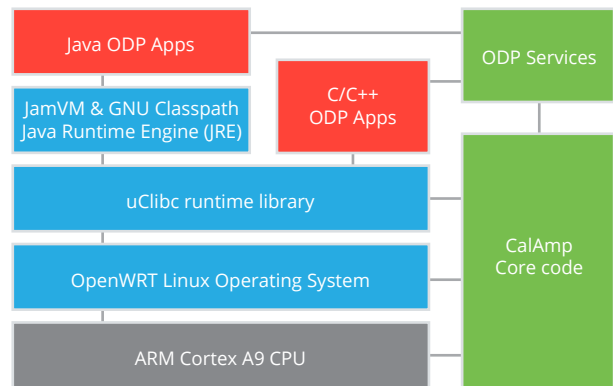 Java ODP Apps
ODP Services
JamVM & GNU Classpath
Java Runtime Engine (JRE)
C/C++
ODP Apps
uClibc runtime library
CalAmp
Core code
OpenWRT Linux Operating System
ARM Cortex A9 CPU